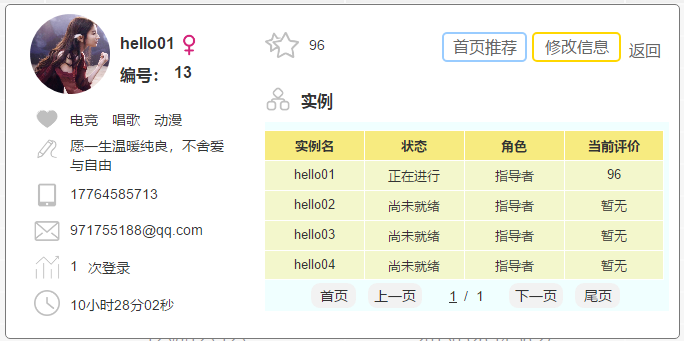 hello01
编号： 13
电竞 唱歌 动漫
愿一生温暖纯良，不舍爱
与自由
17764585713
971755188@qq.com
1 次登录
10小时28分02秒
96
首页推荐 修改信息 返回
实例
实例名 状态 角色 当前评价
hello01 正在进行 指导者 96
hello02 尚未就绪 指导者 暂无
hello03 尚未就绪 指导者 暂无
hello04 尚未就绪 指导者 暂无
首页 上一页 1 / 1 下一页 尾页